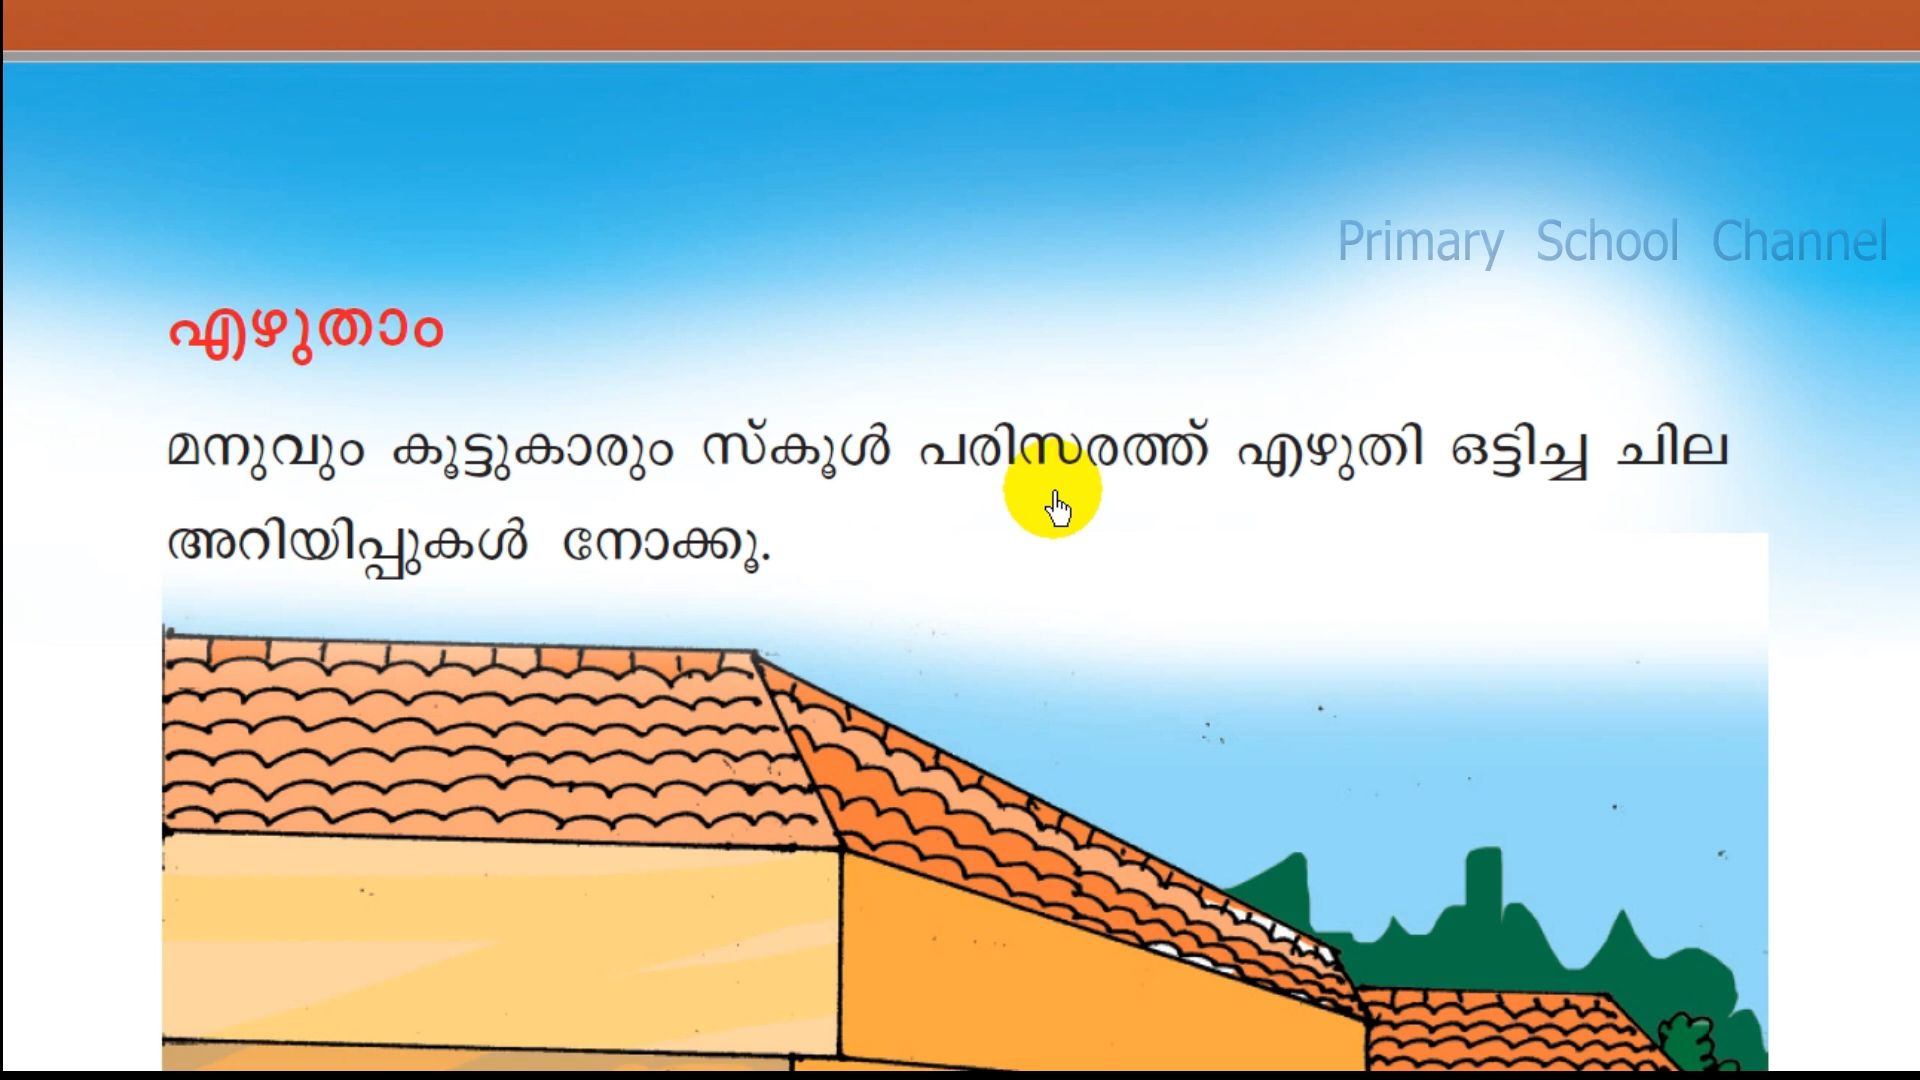 Primary School Channel
എഴുതാം
മനുവും കൂട്ടുകാരും സ്കൂൾ പരിസരത്ത് എഴുതി ഒട്ടിച്ച ചില
അറിയിപ്പുകൾ നോക്കൂ.